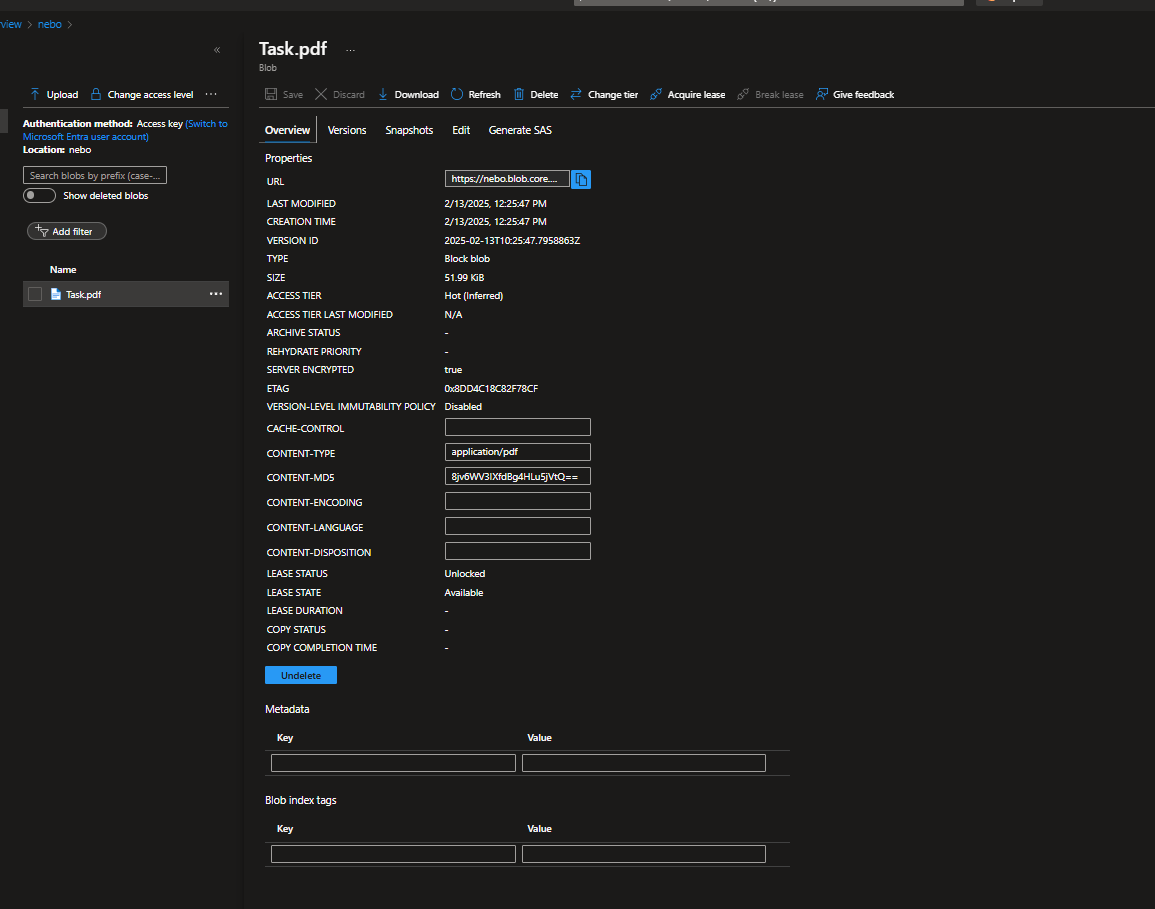 rview > nebo >
«
Upload Change access level ...
Authentication method: Access key (Switch to
Microsoft Entra user account)
Location: nebo
Search blobs by prefix (case-...
Show deleted blobs
Add filter
Name
Task.pdf ...
Task.pdf ...
Blob
Save Discard Download Refresh Delete Change tier Acquire lease Break lease Give feedback
Overview Versions Snapshots Edit Generate SAS
Properties
URL https://nebo.blob.core....
LAST MODIFIED 2/13/2025, 12:25:47 PM
CREATION TIME 2/13/2025, 12:25:47 PM
VERSION ID 2025-02-13T10:25:47.7958863Z
TYPE Block blob
SIZE 51.99 KiB
ACCESS TIER Hot (Inferred)
ACCESS TIER LAST MODIFIED N/A
ARCHIVE STATUS -
REHYDRATE PRIORITY -
SERVER ENCRYPTED true
ETAG 0x8DD4C18C82F78CF
VERSION-LEVEL IMMUTABILITY POLICY Disabled
CACHE-CONTROL
CONTENT-TYPE application/pdf
CONTENT-MD5 8jv6WV3IXfdBg4HLu5jVtQ==
CONTENT-ENCODING
CONTENT-LANGUAGE
CONTENT-DISPOSITION
LEASE STATUS Unlocked
LEASE STATE Available
LEASE DURATION -
COPY STATUS -
COPY COMPLETION TIME -
Undelete
Metadata
Key Value
Blob index tags
Key Value